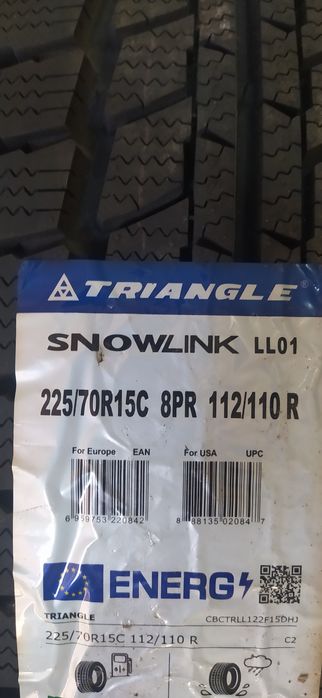 TRIANGLE
SNOWLINK LL01
225/70R15C 8PR 112/110 R
For Europe EAN For USA UPC
6 959753 220842 8 88135 02084 7
ENERG
TRIANGLE CBCTRLL122F15DHJ
225/70R15C 112/110 R C2